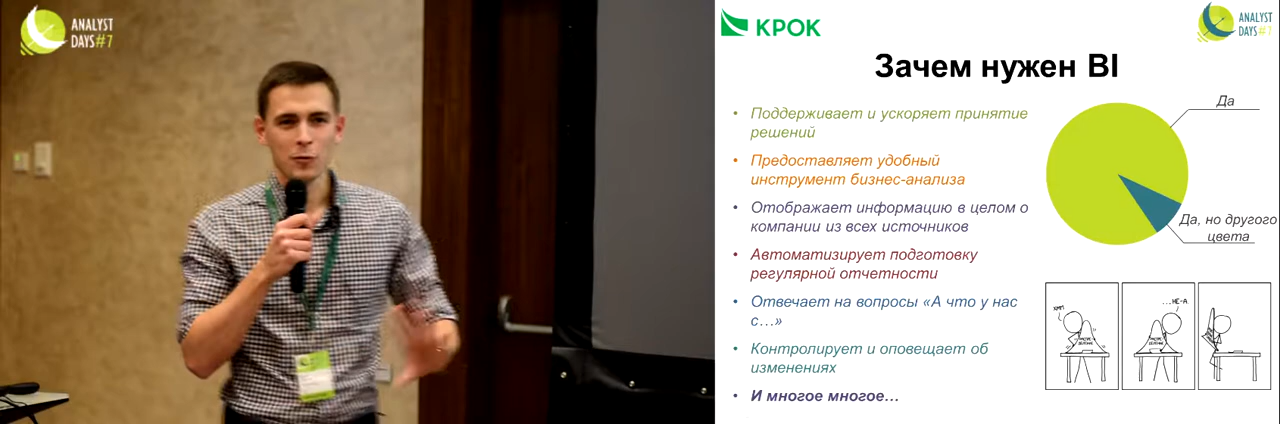 ANALYST
DAYS#7
КРОК
ANALYST
DAYS#7
Зачем нужен BI
• Поддерживает и ускоряет принятие
решений
• Предоставляет удобный
инструмент бизнес-анализа
• Отображает информацию в целом о
компании из всех источников
• Автоматизирует подготовку
регулярной отчетности
• Отвечает на вопросы «А что у нас
с…»
• Контролирует и оповещает об
изменениях
• И многое многое…
Да
Да, но другого
цвета
ХМП
...НЕ-А.